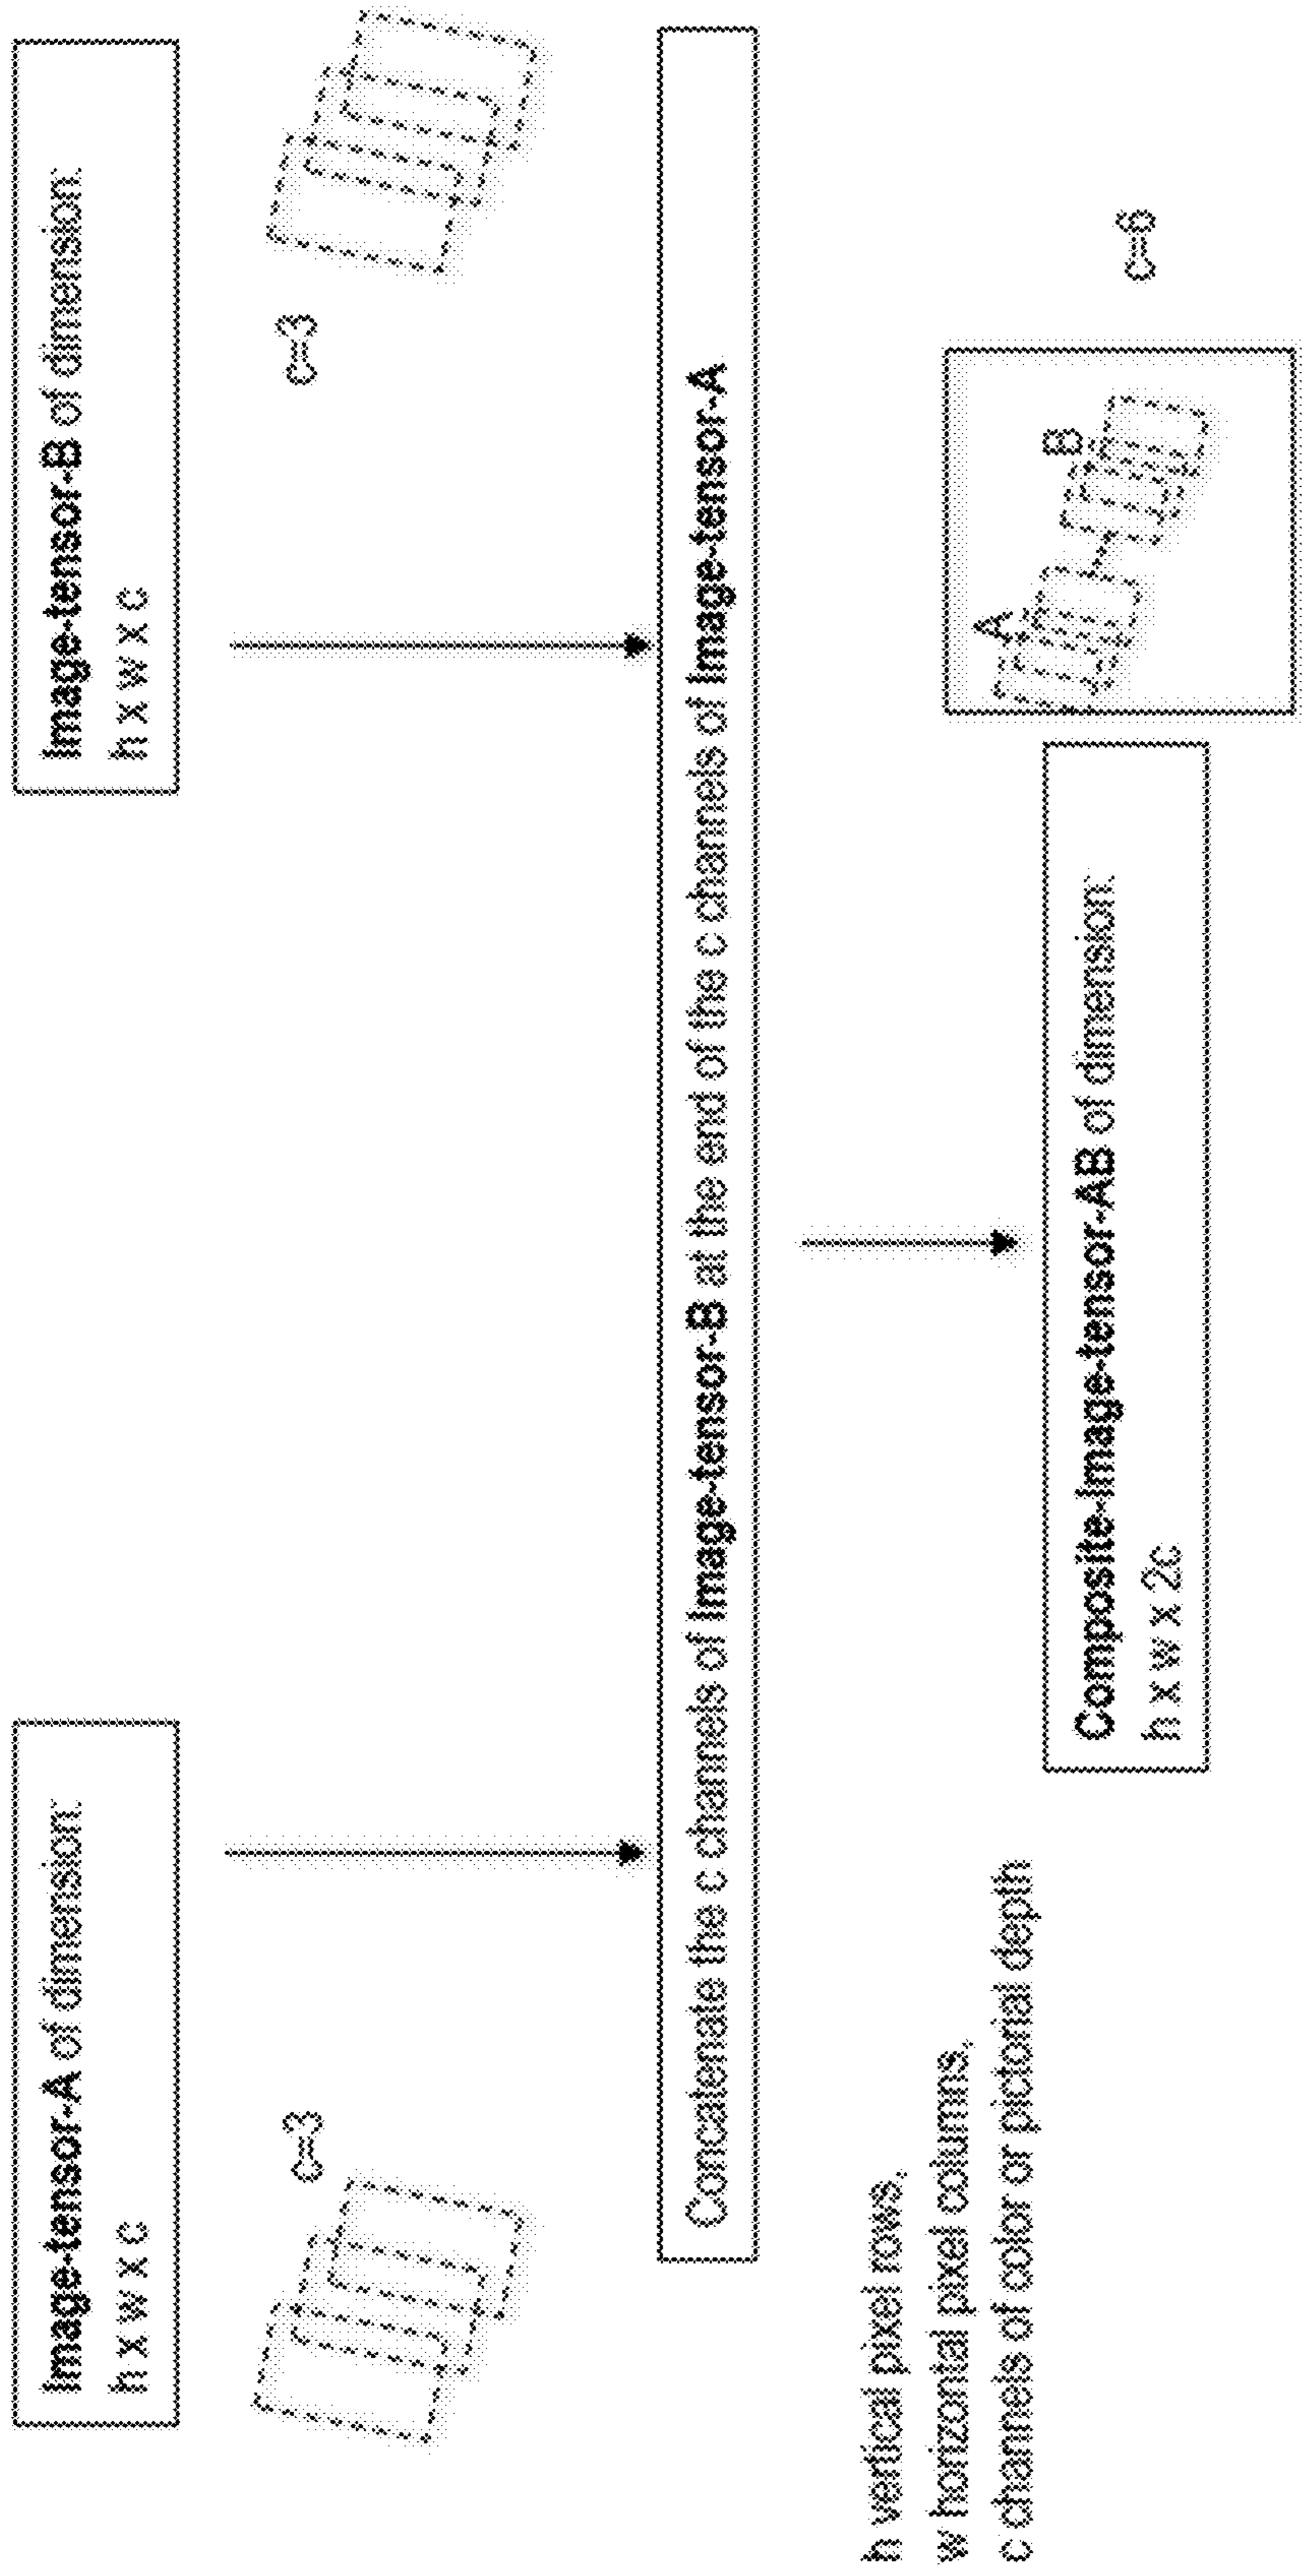 Image-tensor-A of dimension:
h x w x c
Image-tensor-B of dimension:
h x w x c
c=3
c=3
Concatenate the c channels of Image-tensor-B at the end of the c channels of Image-tensor-A
h vertical pixel rows,
w horizontal pixel columns,
c channels of color or pictorial depth
Composite-Image-tensor-AB of dimension:
h x w x 2c
A
B
c=6